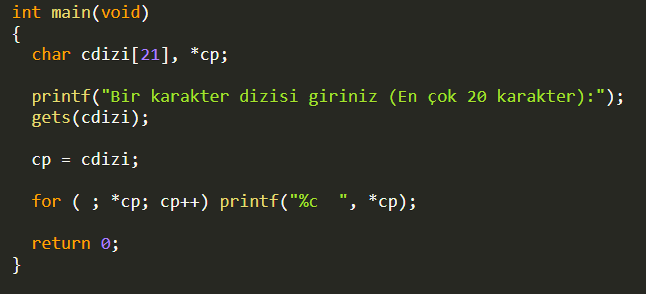 int main(void)
{
char cdizi[21], *cp;
printf("Bir karakter dizisi giriniz (En çok 20 karakter):");
gets(cdizi);
cp = cdizi;
for ( ; *cp; cp++) printf("%c  ", *cp);
return 0;
}